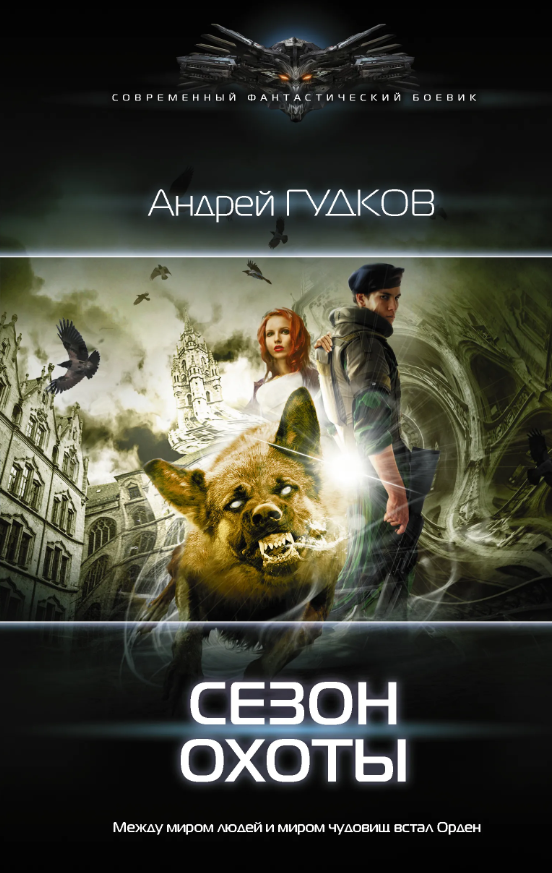 СОВРЕМЕННЫЙ ФАНТАСТИЧЕСКИЙ БОЕВИК
Андрей ГУДКОВ
СЕЗОН
ОХОТЫ
Между миром людей и миром чудовищ встал Орден